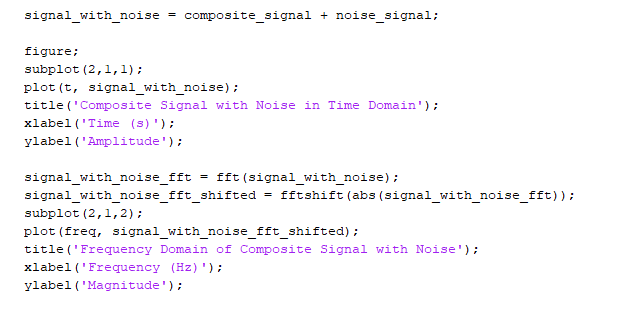 signal_with_noise = composite_signal + noise_signal;
figure;
subplot(2,1,1);
plot(t, signal_with_noise);
title('Composite Signal with Noise in Time Domain');
xlabel('Time (s)');
ylabel('Amplitude');
signal_with_noise_fft = fft(signal_with_noise);
signal_with_noise_fft_shifted = fftshift(abs(signal_with_noise_fft));
subplot(2,1,2);
plot(freq, signal_with_noise_fft_shifted);
title('Frequency Domain of Composite Signal with Noise');
xlabel('Frequency (Hz)');
ylabel('Magnitude');